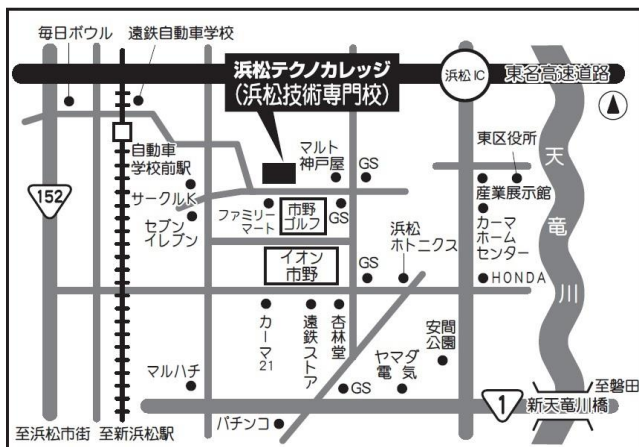 毎日ボウル
遠鉄自動車学校
浜松テクノカレッジ
(浜松技術専門校)
浜松IC
東名高速道路
自動車
学校前駅
マルト
神戸屋
GS
東区役所
152
サークルK
セブン
イレブン
ファミリー
マート
市野
ゴルフ
GS
産業展示館
浜松
ホトニクス
カーマ
ホーム
センター
天竜川
イオン
市野
GS
HONDA
カーマ
21
遠鉄ストア
杏林堂
安間
公園
マルハチ
ヤマダ
電気
GS
1
至磐田
新天竜川橋
至浜松市街
至新浜松駅
パチンコ